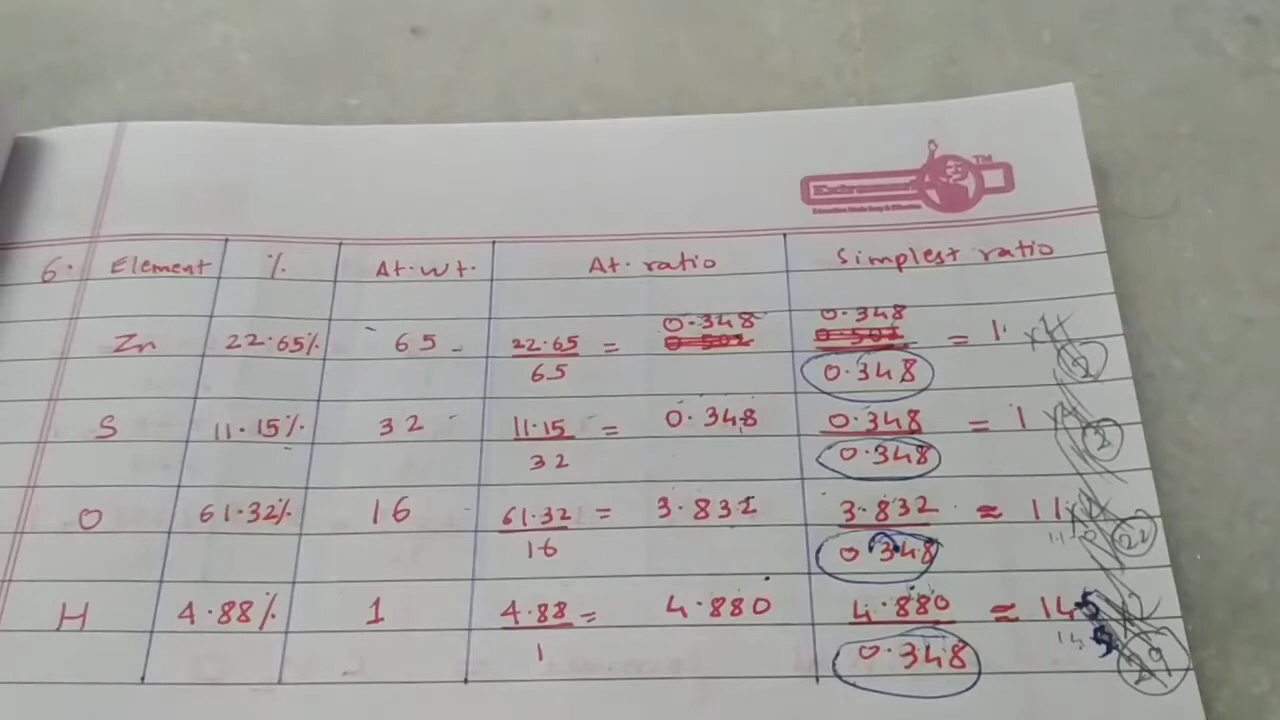 6. Element % At.wt. At. ratio Simplest ratio
Zn 22.65% 65 22.65/65 = 0.348 0.348/0.348 = 1
S 11.15% 32 11.15/32 = 0.348 0.348/0.348 = 1
O 61.32% 16 61.32/16 = 3.832 3.832/0.348 ≈ 11
H 4.88% 1 4.88/1 = 4.880 4.880/0.348 ≈ 14